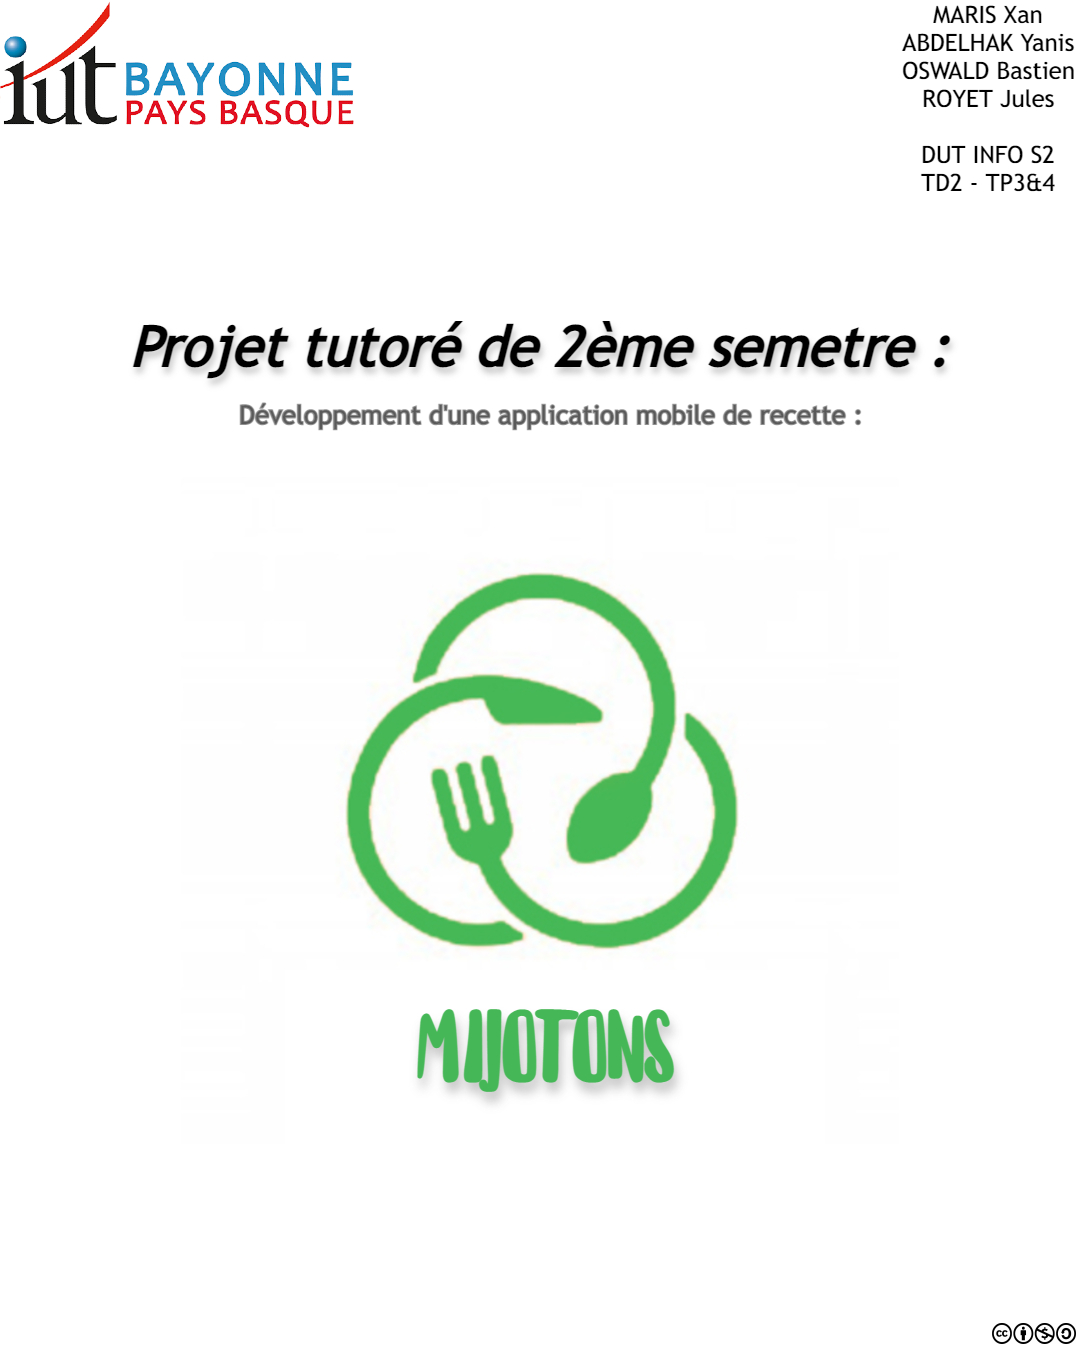 iut BAYONNE
PAYS BASQUE
MARIS Xan
ABDELHAK Yanis
OSWALD Bastien
ROYET Jules
DUT INFO S2
TD2 - TP3&4
Projet tutoré de 2ème semetre :
Développement d'une application mobile de recette :
MIJOTONS
cc